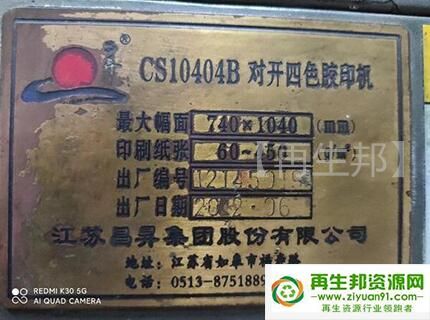 CS10404B 对开四色胶印机
最大幅面 740×1040 (mm)
印刷纸张
出厂编号
出厂日期
江苏昌昇集团股份有限公司
地址: 江苏省如皋市
电话: 0513-8751889
【再生邦】
REDMI K30 5G
AI QUAD CAMERA
再生邦资源网
www.ziyuan91.com
再生资源行业领跑者